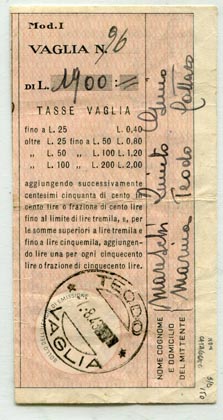 Mod. I
VAGLIA N. 96
DI L. 1900:=
TASSE VAGLIA
fino a L. 25 L. 0.40
oltre L. 25 fino a L. 50 L. 0.80
„ L. 50 „ L. 100 L. 1.20
„ L. 100 „ L. 200 L. 2.00
aggiungendo successivamente
centesimi cinquanta di cento in
cento lire o frazione di cento lire
fino al limite di lire tremila, e, per
le somme superiori a lire tremila e
fino a lire cinquemila, aggiungen-
do una per ogni cinquecento
lire o frazione di cinquecento lire.
TEODO
VAGLIA
NOME COGNOME
E DOMICILIO
DEL MITTENTE
Mareschi
Marina Teodo Cattaro